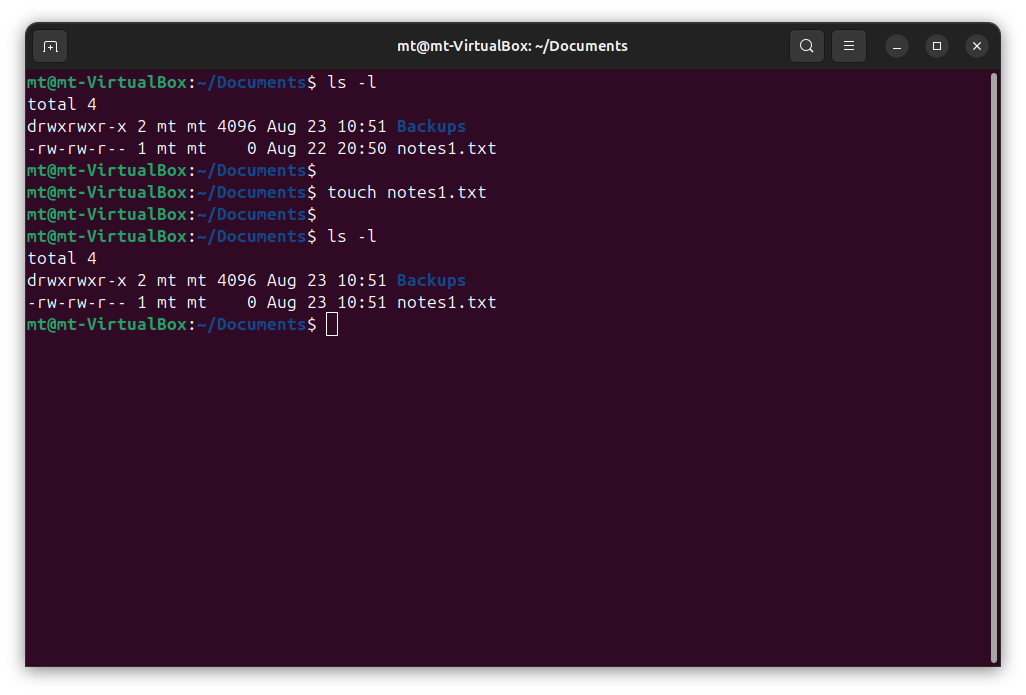 mt@mt-VirtualBox: ~/Documents
mt@mt-VirtualBox:~/Documents$ ls -l
total 4
drwxrwxr-x 2 mt mt 4096 Aug 23 10:51 Backups
-rw-rw-r-- 1 mt mt    0 Aug 22 20:50 notes1.txt
mt@mt-VirtualBox:~/Documents$
mt@mt-VirtualBox:~/Documents$ touch notes1.txt
mt@mt-VirtualBox:~/Documents$
mt@mt-VirtualBox:~/Documents$ ls -l
total 4
drwxrwxr-x 2 mt mt 4096 Aug 23 10:51 Backups
-rw-rw-r-- 1 mt mt    0 Aug 23 10:51 notes1.txt
mt@mt-VirtualBox:~/Documents$